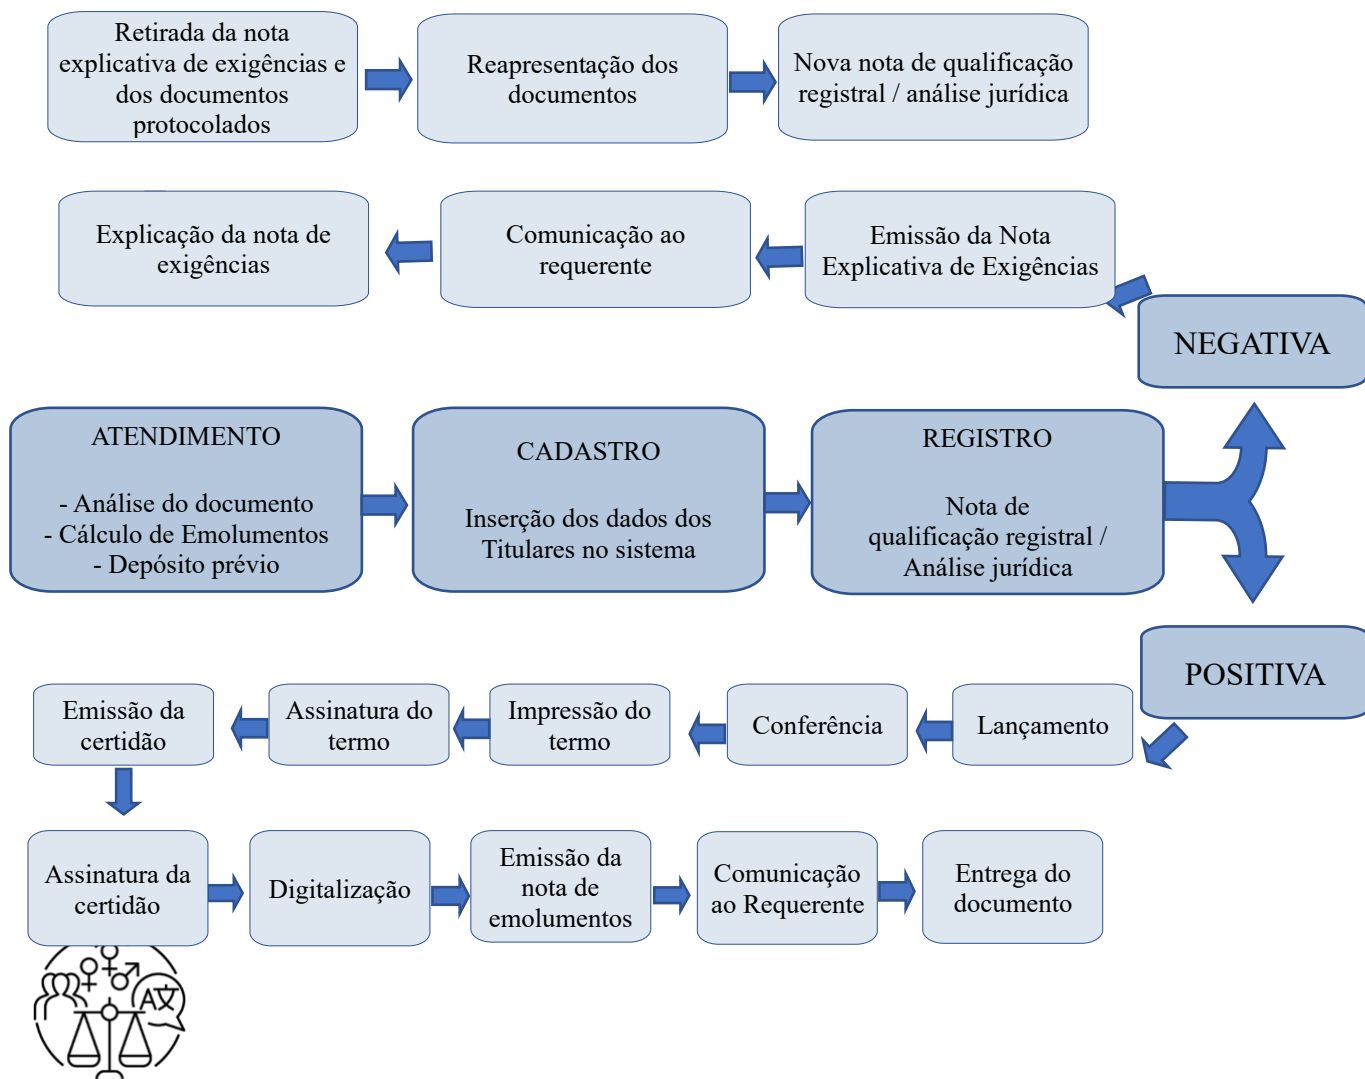 Retirada da nota
explicativa de exigências e
dos documentos
protocolados
Reapresentação dos
documentos
Nova nota de qualificação
registral / análise jurídica
Explicação da nota de
exigências
Comunicação ao
requerente
Emissão da Nota
Explicativa de Exigências
NEGATIVA
ATENDIMENTO
- Análise do documento
- Cálculo de Emolumentos
- Depósito prévio
CADASTRO
Inserção dos dados dos
Titulares no sistema
REGISTRO
Nota de
qualificação registral /
Análise jurídica
POSITIVA
Emissão da
certidão
Assinatura do
termo
Impressão do
termo
Conferência
Lançamento
Assinatura da
certidão
Digitalização
Emissão da
nota de
emolumentos
Comunicação
ao Requerente
Entrega do
documento
A文